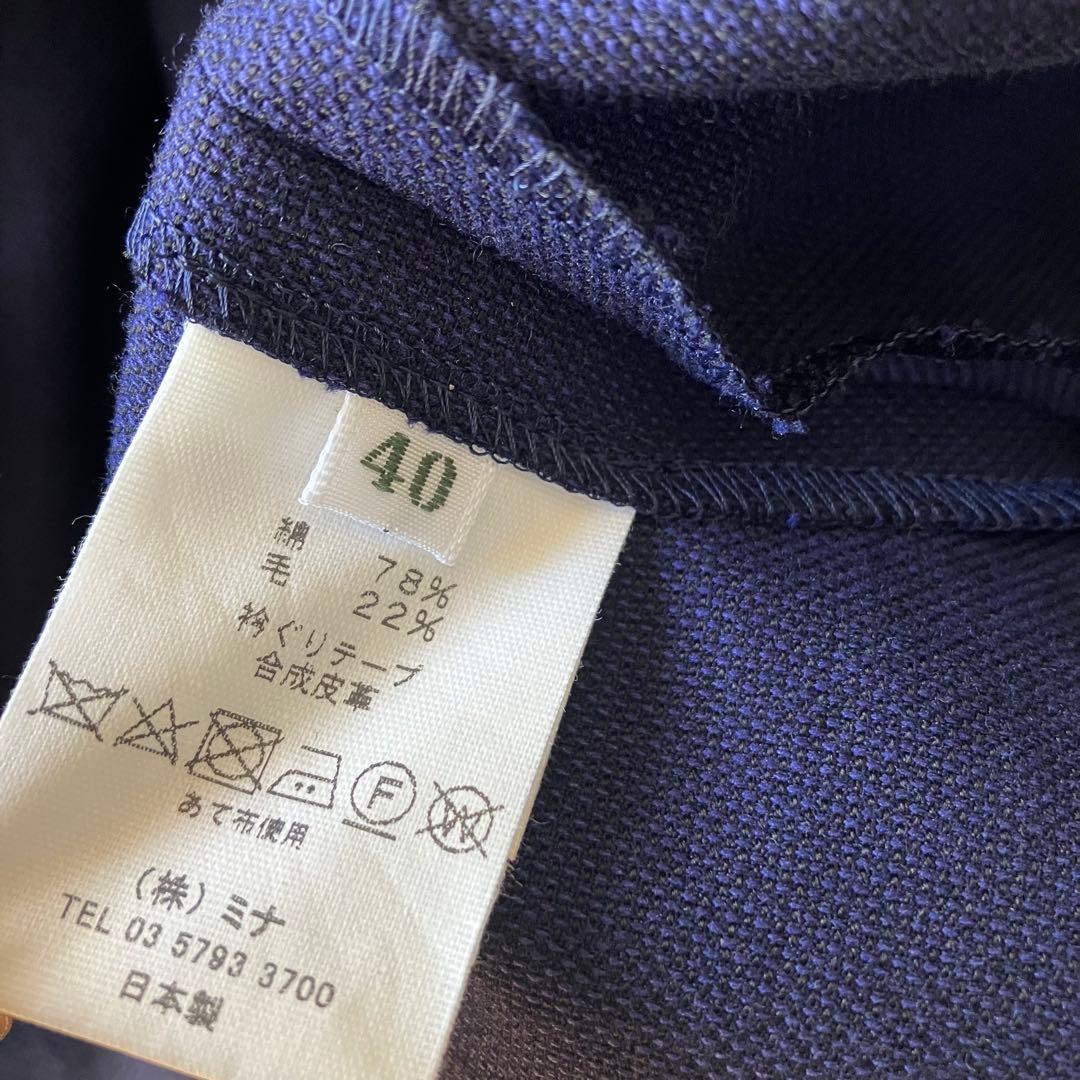 40
綿 78%
毛 22%
衿ぐりテープ
合成皮革
F
W
あて布使用
(株)ミナ
TEL 03 5793 3700
日本製